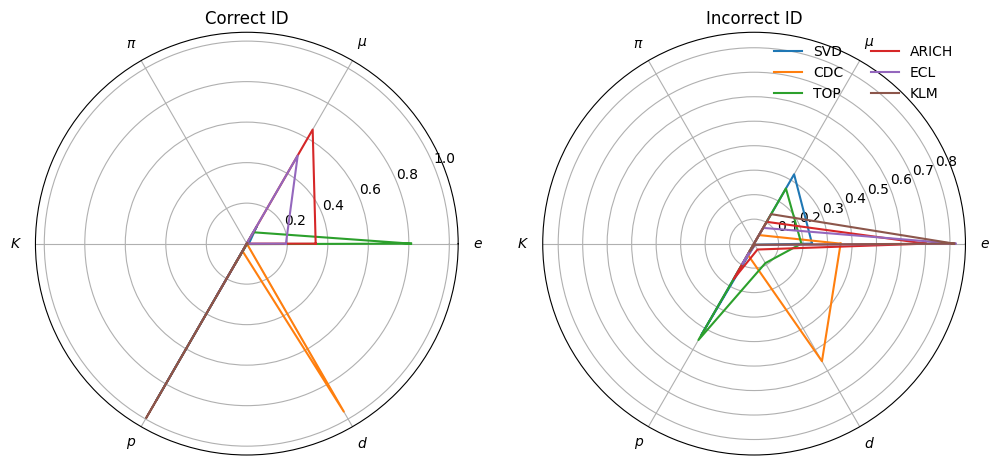 Correct ID
π
μ
K
e
p
d
0.2
0.4
0.6
0.8
1.0
Incorrect ID
π
μ
K
e
p
d
0.1
0.2
0.3
0.4
0.5
0.6
0.7
0.8
SVD
CDC
TOP
ARICH
ECL
KLM